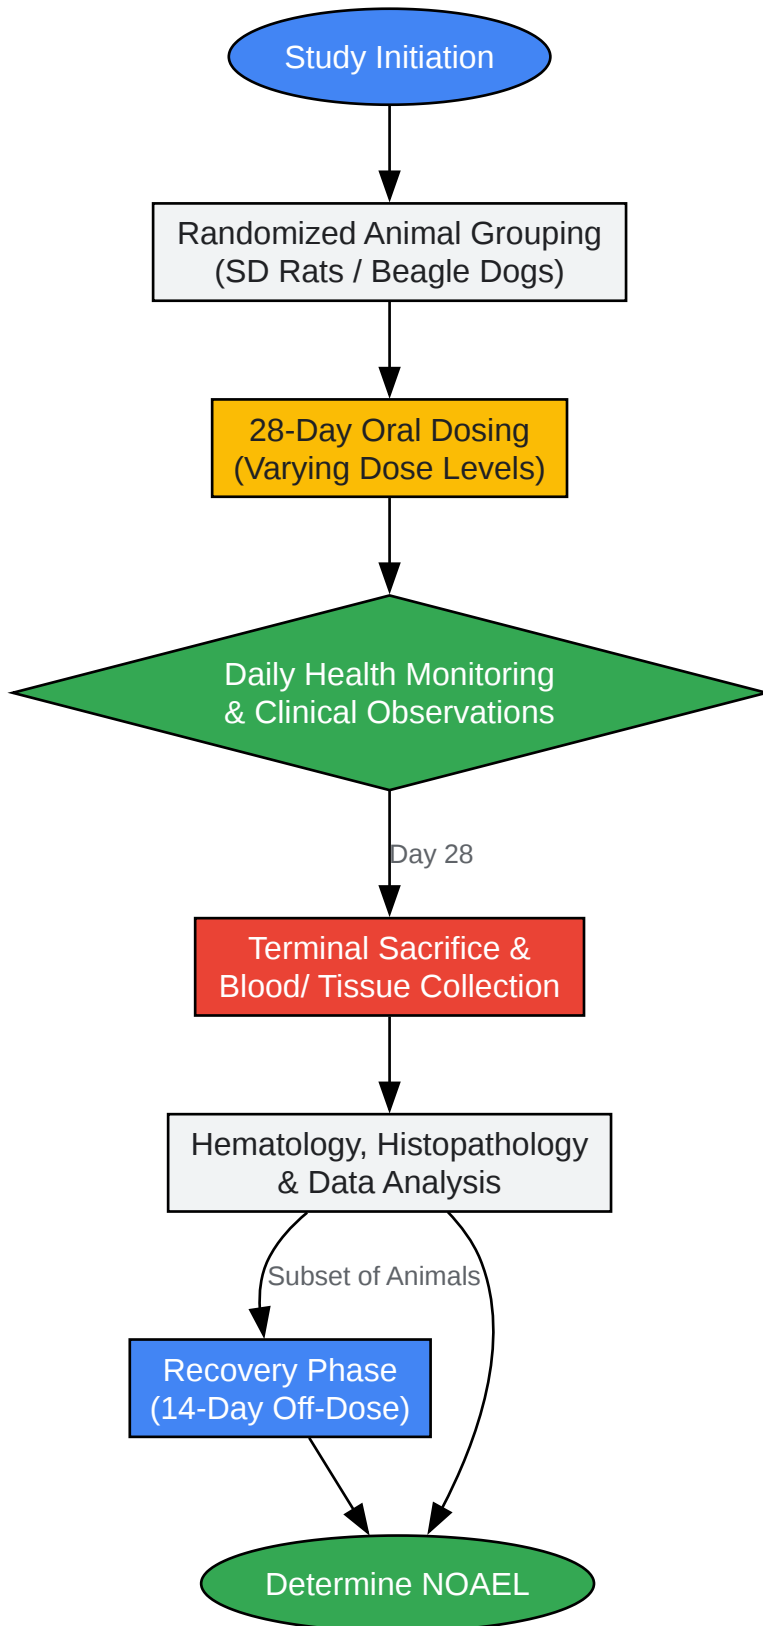 Study Initiation
Randomized Animal Grouping
(SD Rats / Beagle Dogs)
28-Day Oral Dosing
(Varying Dose Levels)
Daily Health Monitoring
& Clinical Observations
Day 28
Terminal Sacrifice &
Blood/ Tissue Collection
Hematology, Histopathology
& Data Analysis
Subset of Animals
Recovery Phase
(14-Day Off-Dose)
Determine NOAEL